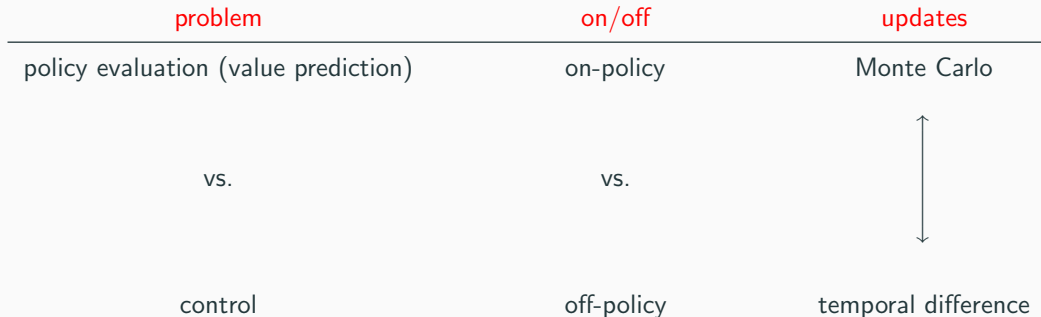 problem on/off updates
policy evaluation (value prediction) on-policy Monte Carlo
vs. vs.
control off-policy temporal difference